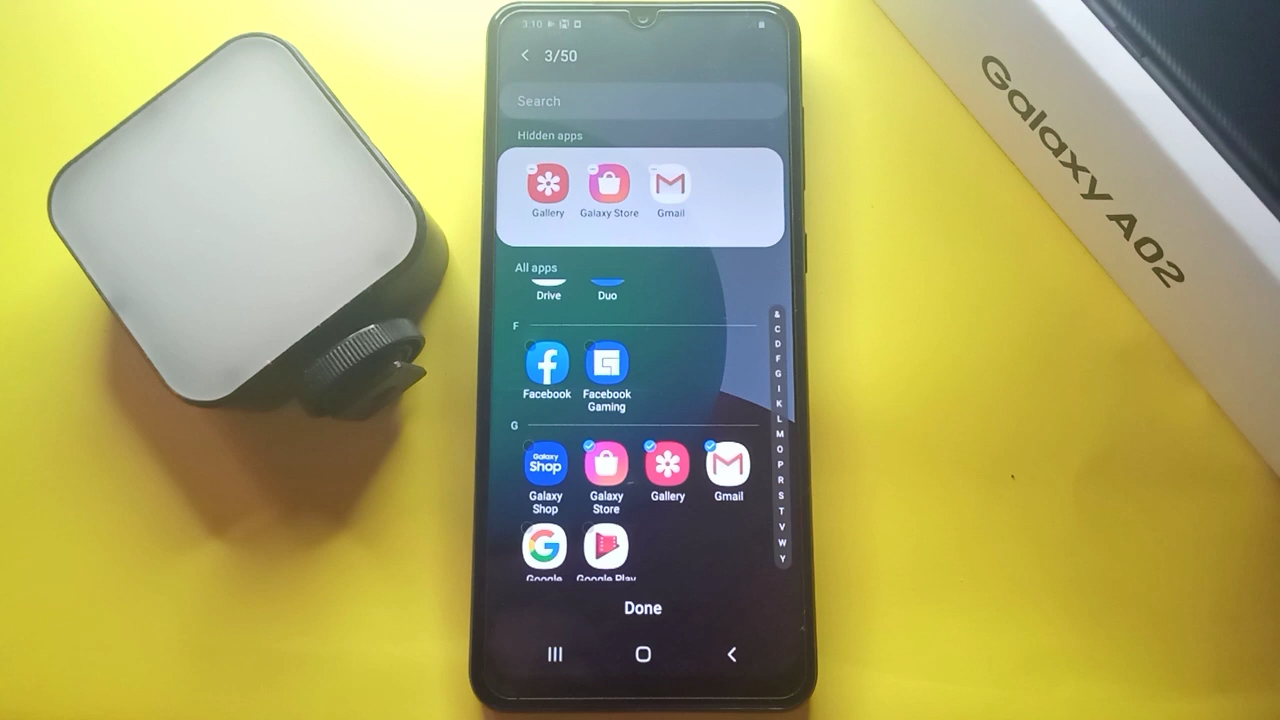 3:10
3/50
Search
Hidden apps
Gallery Galaxy Store Gmail
All apps
Drive Duo
F
Facebook Facebook Gaming
G
Galaxy Shop
Galaxy Shop Galaxy Store Gallery Gmail
Google Google Play
Done
&
C
D
F
G
I
K
L
M
O
P
R
S
T
V
W
Y
Galaxy A02